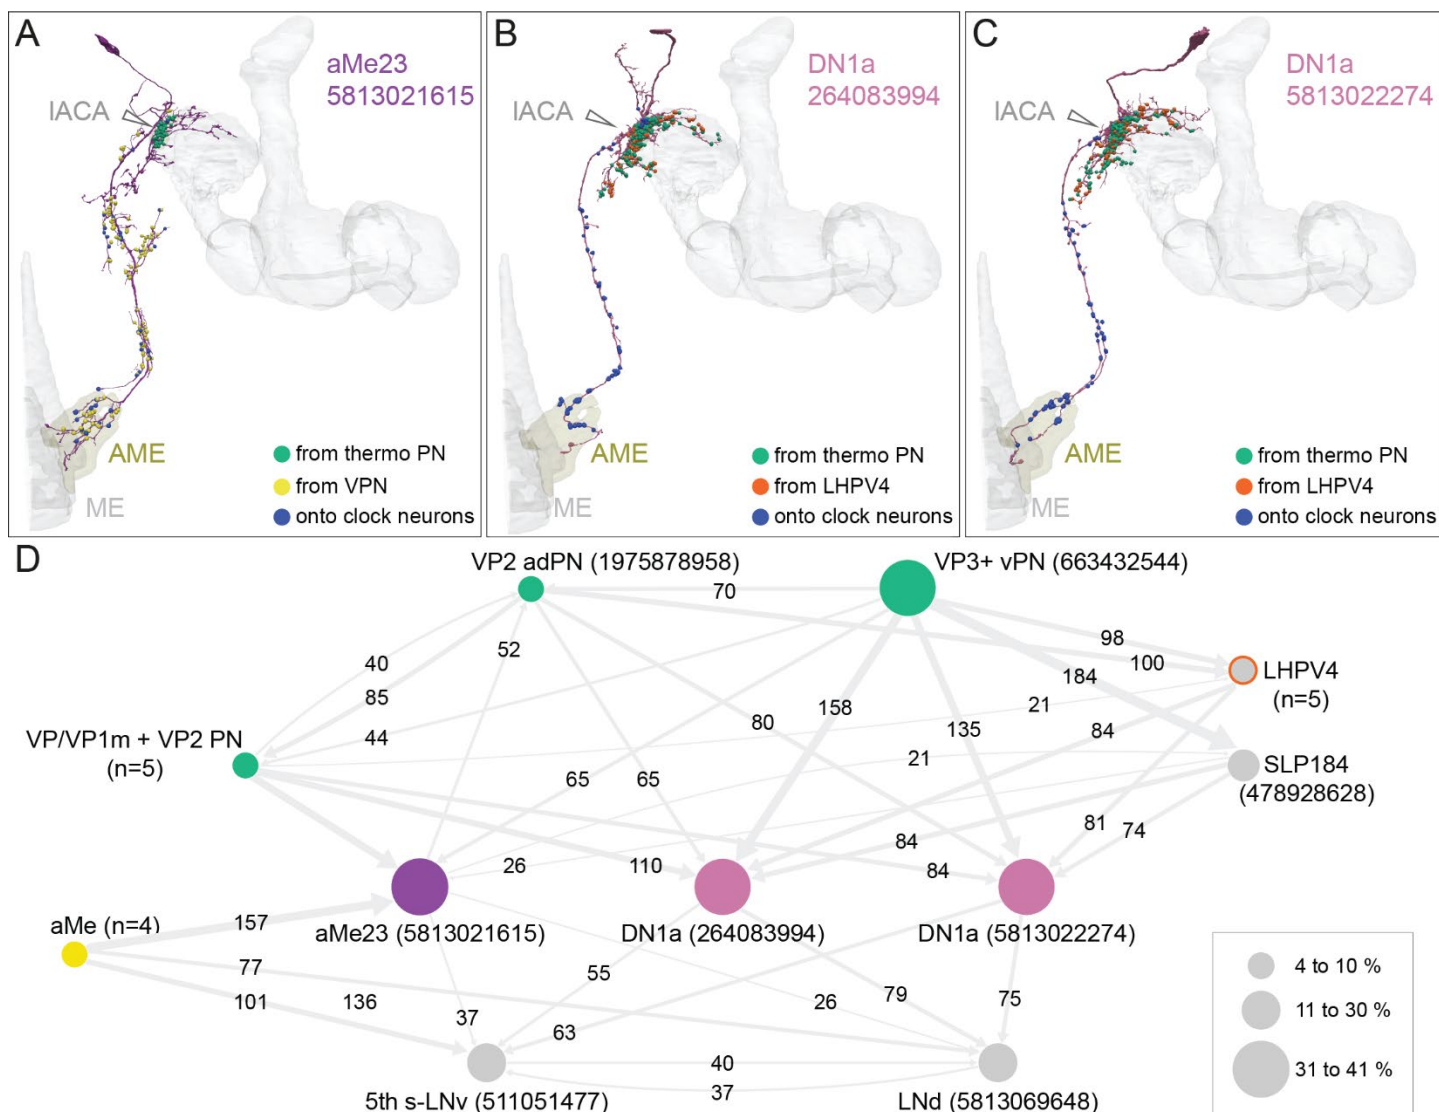 A
aMe23
5813021615
lACA
AME
ME
from thermo PN
from VPN
onto clock neurons
B
DN1a
264083994
lACA
AME
ME
from thermo PN
from LHPV4
onto clock neurons
C
DN1a
5813022274
lACA
AME
ME
from thermo PN
from LHPV4
onto clock neurons
D
VP2 adPN (1975878958)
VP3+ vPN (663432544)
70
98
100
184
LHPV4
(n=5)
52
40
85
44
21
158
80
135
84
VP/VP1m + VP2 PN
(n=5)
21
SLP184
(478928628)
65
65
81
74
84
26
110
84
aMe (n=4)
157
aMe23 (5813021615)
DN1a (264083994)
DN1a (5813022274)
77
55
101
136
37
63
26
79
75
4 to 10 %
11 to 30 %
31 to 41 %
40
37
5th s-LNv (511051477)
LNd (5813069648)